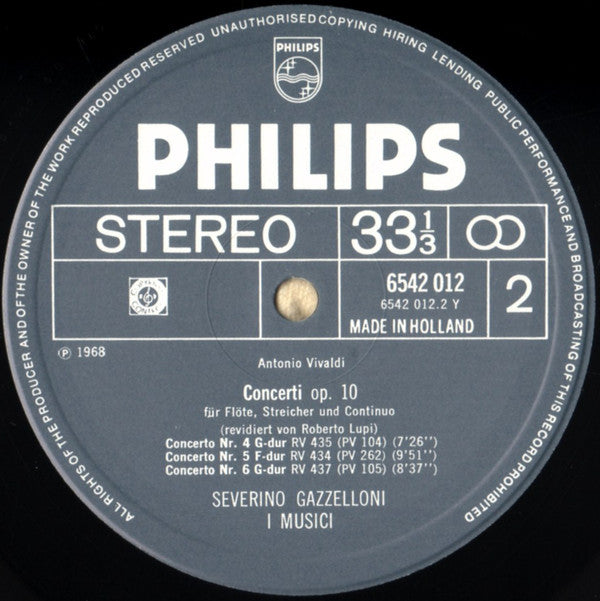 ALL RIGHTS OF THE PRODUCER AND OF THE OWNER OF THE WORK REPRODUCED RESERVED UNAUTHORISED COPYING HIRING LENDING PUBLIC PERFORMANCE AND BROADCASTING OF THIS RECORD PROHIBITED
PHILIPS
PHILIPS
STEREO 33 1/3
6542 012 2
6542 012.2 Y
MADE IN HOLLAND
℗ 1968
Antonio Vivaldi
Concerti op. 10
für Flöte, Streicher und Continuo
(revidiert von Roberto Lupi)
Concerto Nr. 4 G-dur RV 435 (PV 104) (7'26'')
Concerto Nr. 5 F-dur RV 434 (PV 262) (9'51'')
Concerto Nr. 6 G-dur RV 437 (PV 105) (8'37'')
SEVERINO GAZZELLONI
I MUSICI